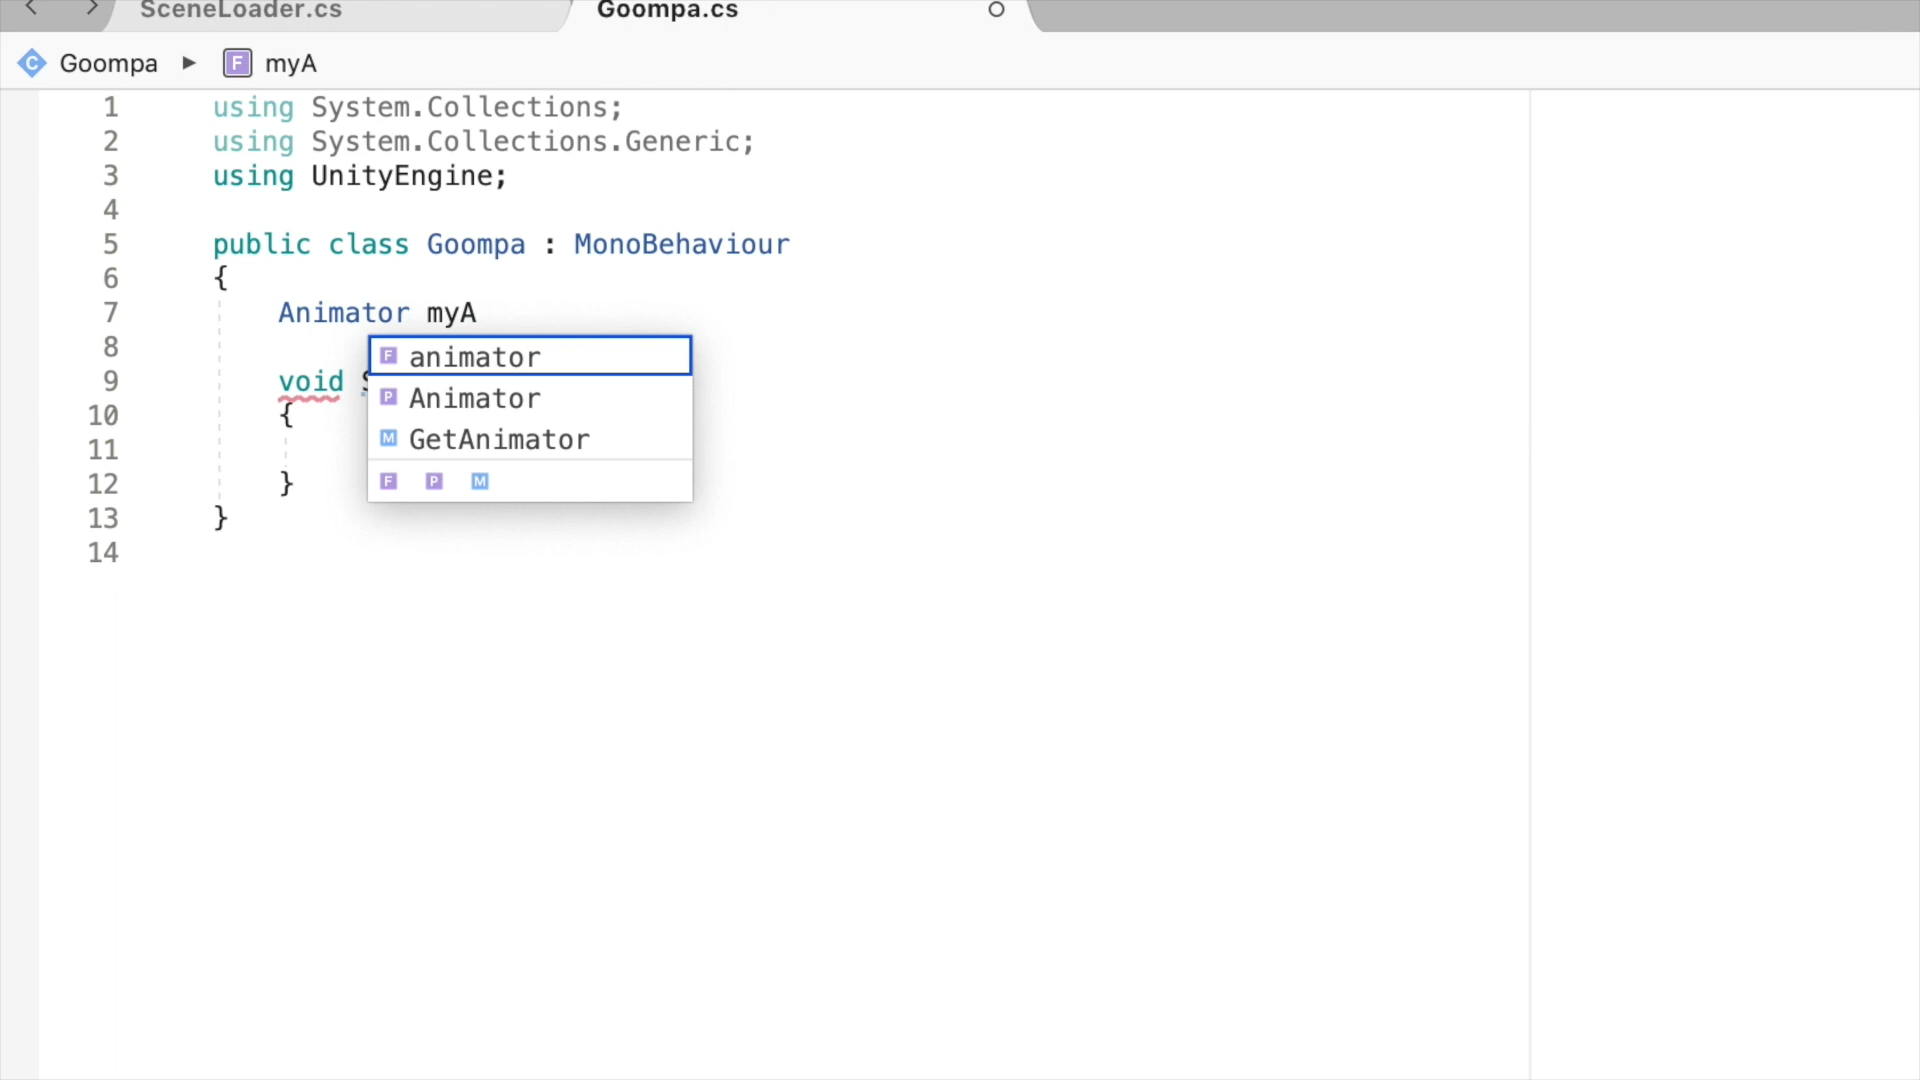 SceneLoader.cs
Goompa.cs
Goompa ▶ F myA
1 using System.Collections;
2 using System.Collections.Generic;
3 using UnityEngine;
4
5 public class Goompa : MonoBehaviour
6 {
7 Animator myA
8
9 void
10 {
11
12 }
13 }
14
F animator
P Animator
M GetAnimator
F P M